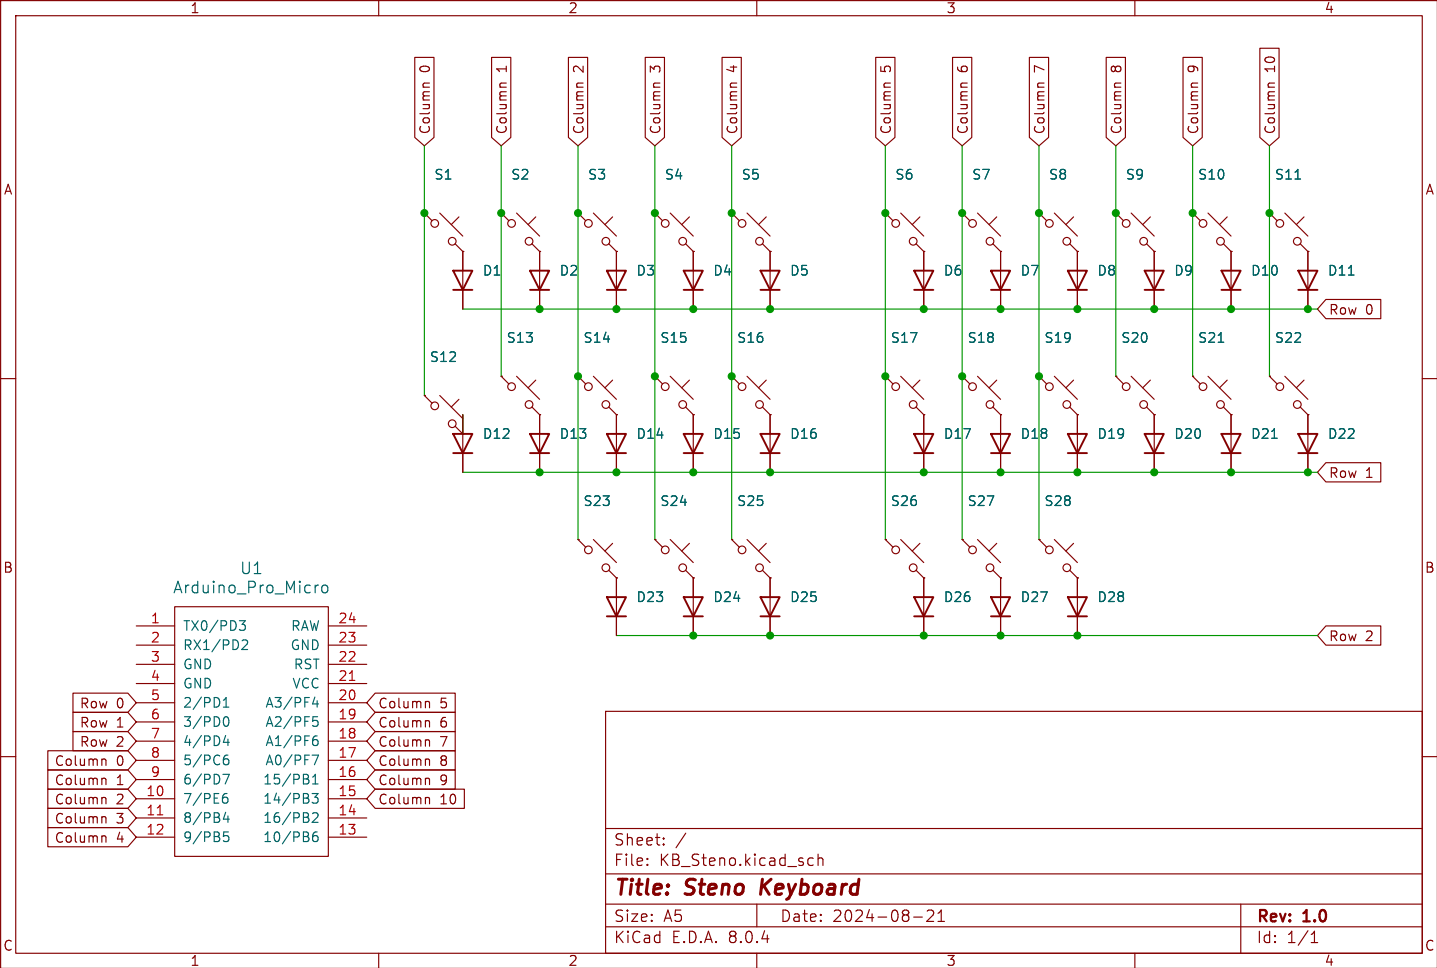 1 2 3 4
Column 0 Column 1 Column 2 Column 3 Column 4 Column 5 Column 6 Column 7 Column 8 Column 9 Column 10
S1 S2 S3 S4 S5 S6 S7 S8 S9 S10 S11
A A
D1 D2 D3 D4 D5 D6 D7 D8 D9 D10 D11
Row 0
S13 S14 S15 S16 S17 S18 S19 S20 S21 S22
S12
D12 D13 D14 D15 D16 D17 D18 D19 D20 D21 D22
Row 1
S23 S24 S25 S26 S27 S28
B B
D23 D24 D25 D26 D27 D28
Row 2
U1
Arduino_Pro_Micro
1 TX0/PD3 RAW 24
2 RX1/PD2 GND 23
3 GND RST 22
4 GND VCC 21
Row 0 5 2/PD1 A3/PF4 20 Column 5
Row 1 6 3/PD0 A2/PF5 19 Column 6
Row 2 7 4/PD4 A1/PF6 18 Column 7
Column 0 8 5/PC6 A0/PF7 17 Column 8
Column 1 9 6/PD7 15/PB1 16 Column 9
Column 2 10 7/PE6 14/PB3 15 Column 10
Column 3 11 8/PB4 16/PB2 14
Column 4 12 9/PB5 10/PB6 13
Sheet: /
File: KB_Steno.kicad_sch
Title: Steno Keyboard
Size: A5 Date: 2024-08-21 Rev: 1.0
KiCad E.D.A. 8.0.4 Id: 1/1
C C
1 2 3 4